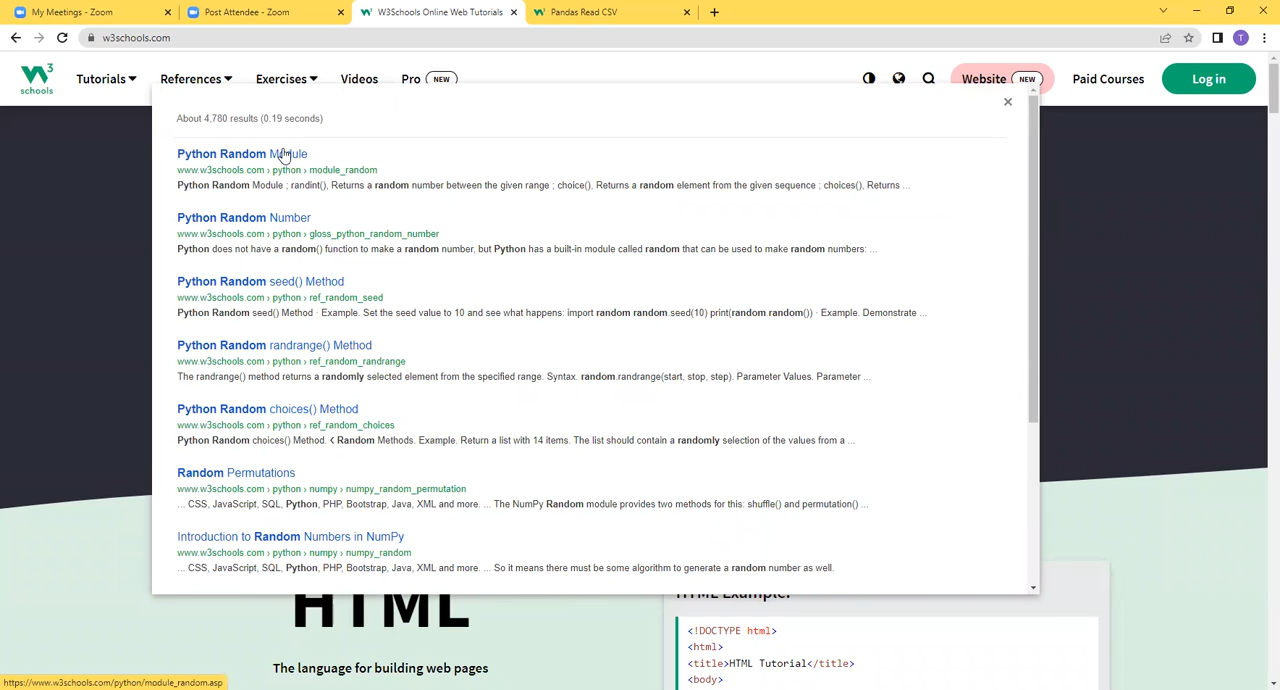 My Meetings - Zoom
Post Attendee - Zoom
W3Schools Online Web Tutorials
Pandas Read CSV
w3schools.com
T
W3 schools
Tutorials
References
Exercises
Videos
Pro NEW
Website NEW
Paid Courses
Log in
About 4,780 results (0.19 seconds)
Python Random Module
www.w3schools.com › python › module_random
Python Random Module ; randint(), Returns a random number between the given range ; choice(), Returns a random element from the given sequence ; choices(), Returns ...
Python Random Number
www.w3schools.com › python › gloss_python_random_number
Python does not have a random() function to make a random number, but Python has a built-in module called random that can be used to make random numbers: ...
Python Random seed() Method
www.w3schools.com › python › ref_random_seed
Python Random seed() Method · Example. Set the seed value to 10 and see what happens: import random random.seed(10) print(random.random()) · Example. Demonstrate ...
Python Random randrange() Method
www.w3schools.com › python › ref_random_randrange
The randrange() method returns a randomly selected element from the specified range. Syntax. random.randrange(start, stop, step). Parameter Values. Parameter ...
Python Random choices() Method
www.w3schools.com › python › ref_random_choices
Python Random choices() Method. ❮ Random Methods. Example. Return a list with 14 items. The list should contain a randomly selection of the values from a ...
Random Permutations
www.w3schools.com › python › numpy › numpy_random_permutation
... CSS, JavaScript, SQL, Python, PHP, Bootstrap, Java, XML and more. ... The NumPy Random module provides two methods for this: shuffle() and permutation() ...
Introduction to Random Numbers in NumPy
www.w3schools.com › python › numpy › numpy_random
... CSS, JavaScript, SQL, Python, PHP, Bootstrap, Java, XML and more. ... So it means there must be some algorithm to generate a random number as well.
HTML
The language for building web pages
HTML Example:
<!DOCTYPE html>
<html>
<title>HTML Tutorial</title>
<body>
https://www.w3schools.com/python/module_random.asp